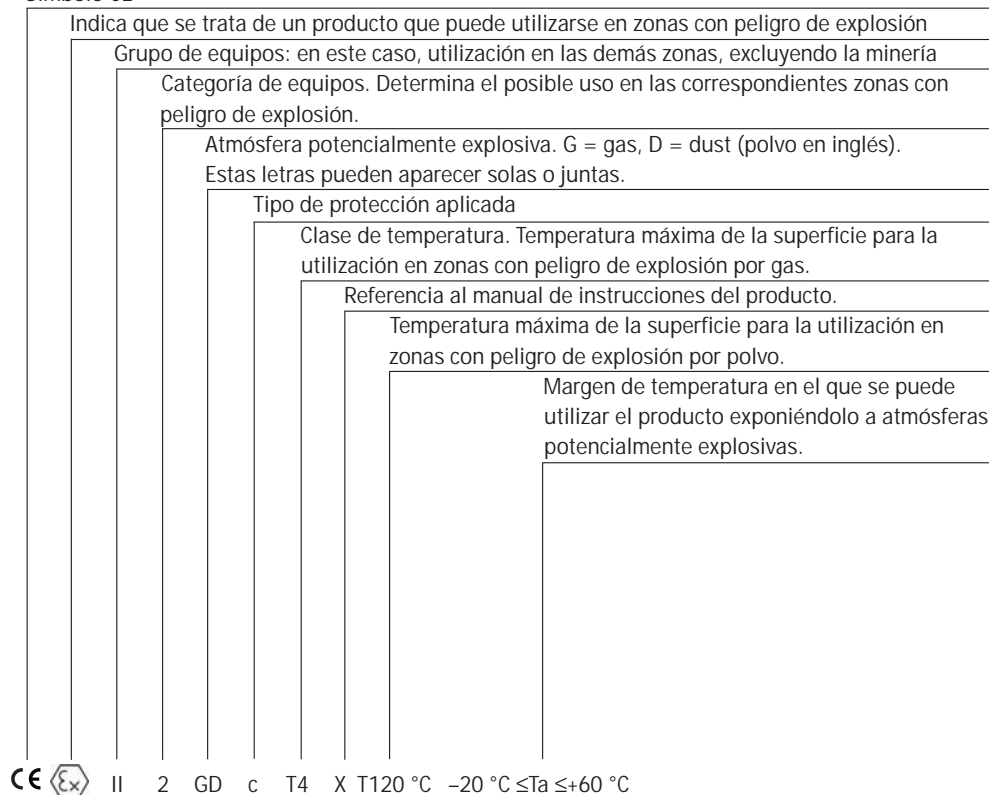 Indica que se trata de un producto que puede utilizarse en zonas con peligro de explosión
Grupo de equipos: en este caso, utilización en las demás zonas, excluyendo la minería
Categoría de equipos. Determina el posible uso en las correspondientes zonas con
peligro de explosión.
Atmósfera potencialmente explosiva. G = gas, D = dust (polvo en inglés).
Estas letras pueden aparecer solas o juntas.
Tipo de protección aplicada
Clase de temperatura. Temperatura máxima de la superficie para la
utilización en zonas con peligro de explosión por gas.
Referencia al manual de instrucciones del producto.
Temperatura máxima de la superficie para la utilización en
zonas con peligro de explosión por polvo.
Margen de temperatura en el que se puede
utilizar el producto exponiéndolo a atmósferas
potencialmente explosivas.
CE Ex II 2 GD c T4 X T120 °C –20 °C ≤Ta ≤+60 °C